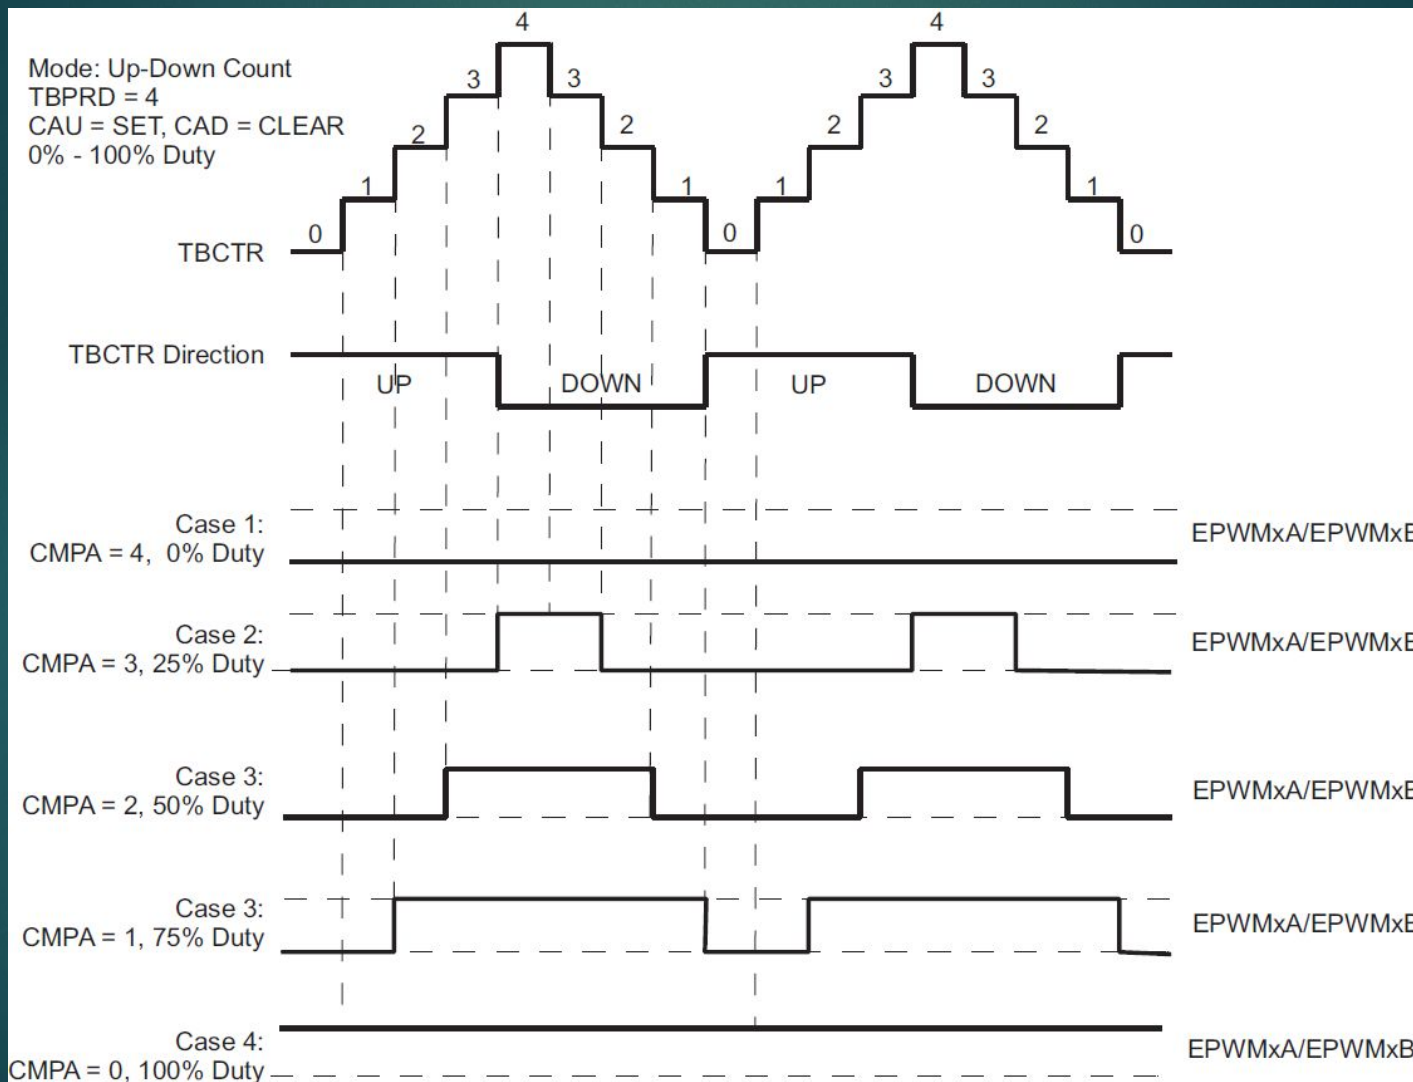 4
4
Mode: Up-Down Count
TBPRD = 4
CAU = SET, CAD = CLEAR
0% - 100% Duty
3
3
3
3
2
2
2
2
1
1
1
1
0
0
0
TBCTR
TBCTR Direction
UP
DOWN
UP
DOWN
Case 1:
CMPA = 4, 0% Duty
EPWMxA/EPWMxB
Case 2:
CMPA = 3, 25% Duty
EPWMxA/EPWMxB
Case 3:
CMPA = 2, 50% Duty
EPWMxA/EPWMxB
Case 3:
CMPA = 1, 75% Duty
EPWMxA/EPWMxB
Case 4:
CMPA = 0, 100% Duty
EPWMxA/EPWMxB